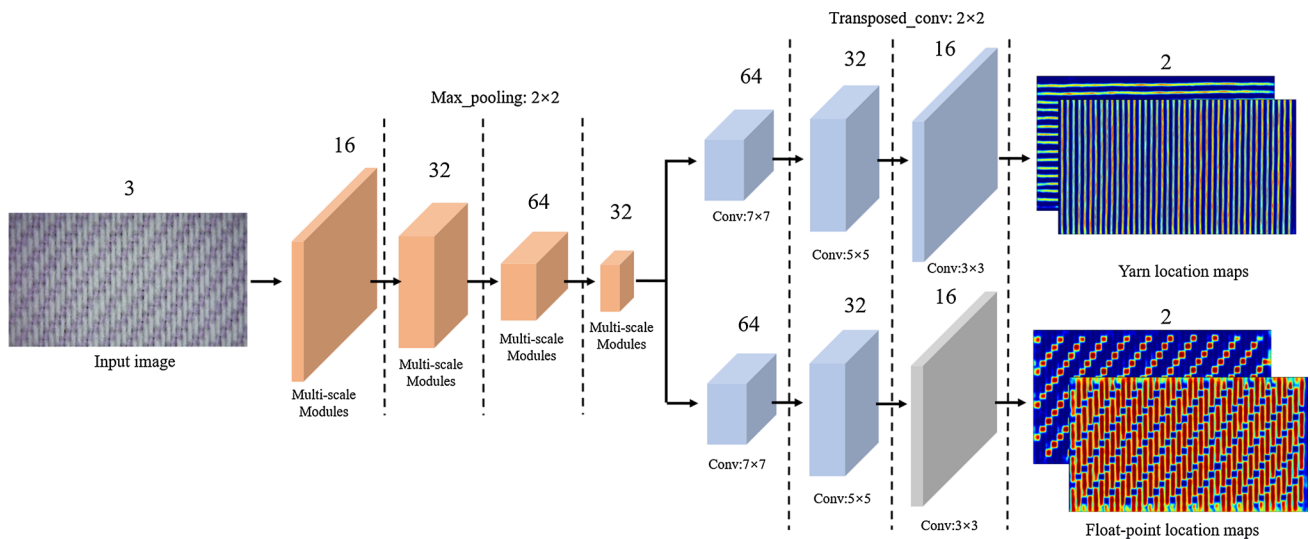 Transposed_conv: 2×2
Max_pooling: 2×2
3
16
32
64
32
64
32
16
2
Input image
Multi-scale
Modules
Multi-scale
Modules
Multi-scale
Modules
Multi-scale
Modules
Conv:7×7
Conv:5×5
Conv:3×3
Yarn location maps
64
32
16
2
Conv:7×7
Conv:5×5
Conv:3×3
Float-point location maps